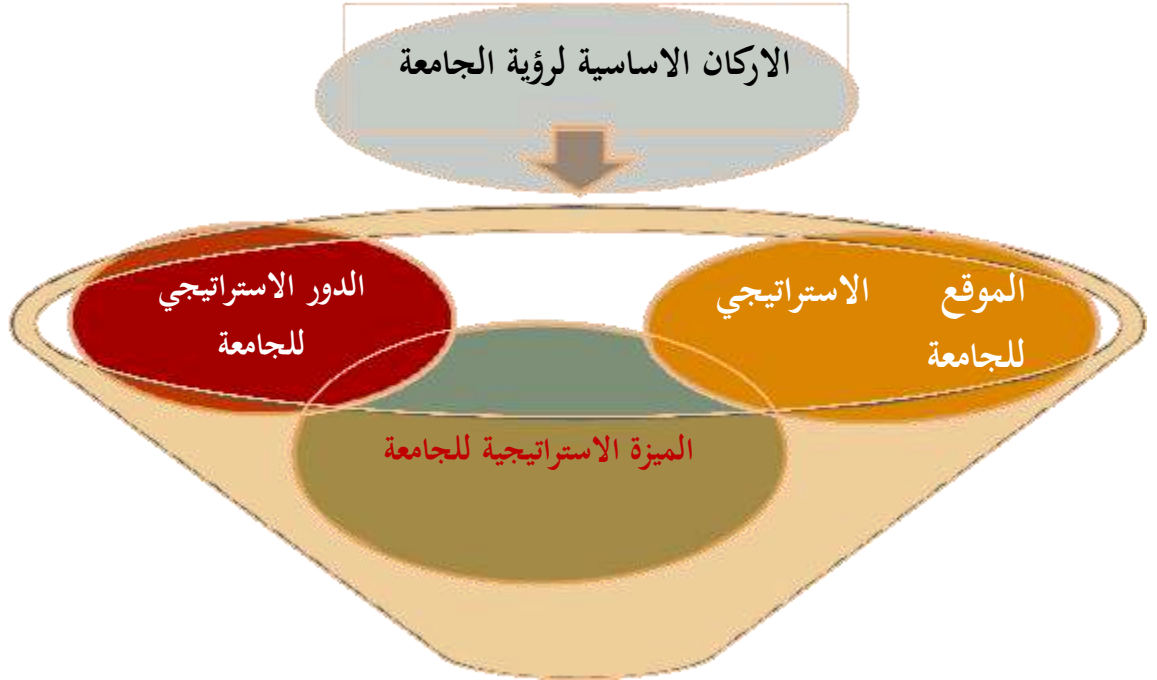 الاركان الاساسية لرؤية الجامعة
الموقع الاستراتيجي
للجامعة
الدور الاستراتيجي
للجامعة
الميزة الاستراتيجية للجامعة